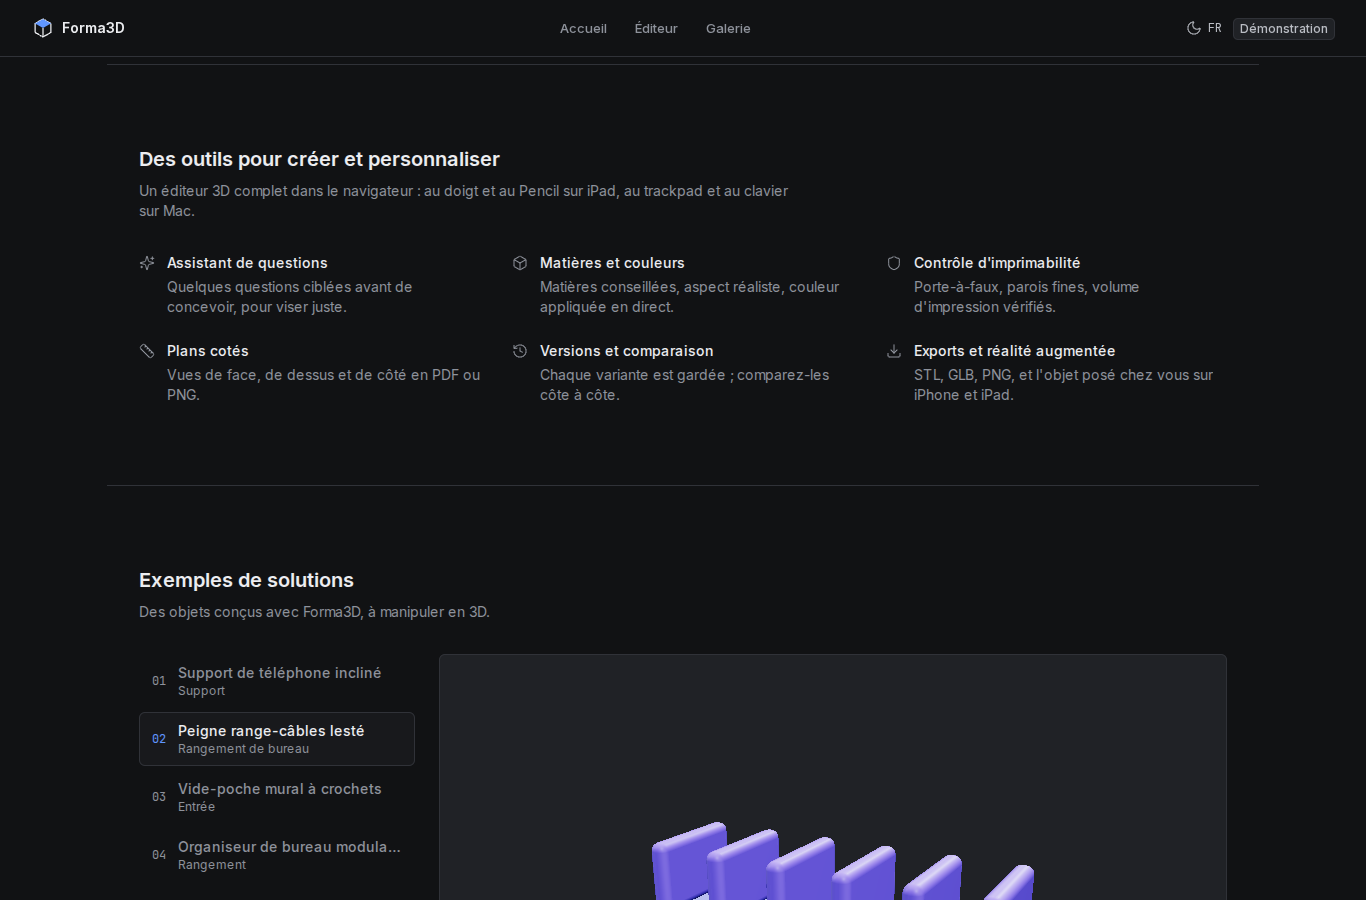 Forma3D
Accueil
Éditeur
Galerie
FR
Démonstration
Des outils pour créer et personnaliser
Un éditeur 3D complet dans le navigateur : au doigt et au Pencil sur iPad, au trackpad et au clavier
sur Mac.
Assistant de questions
Quelques questions ciblées avant de
concevoir, pour viser juste.
Matières et couleurs
Matières conseillées, aspect réaliste, couleur
appliquée en direct.
Contrôle d'imprimabilité
Porte-à-faux, parois fines, volume
d'impression vérifiés.
Plans cotés
Vues de face, de dessus et de côté en PDF ou
PNG.
Versions et comparaison
Chaque variante est gardée ; comparez-les
côte à côte.
Exports et réalité augmentée
STL, GLB, PNG, et l'objet posé chez vous sur
iPhone et iPad.
Exemples de solutions
Des objets conçus avec Forma3D, à manipuler en 3D.
01
Support de téléphone incliné
Support
02
Peigne range-câbles lesté
Rangement de bureau
03
Vide-poche mural à crochets
Entrée
04
Organiseur de bureau modula...
Rangement